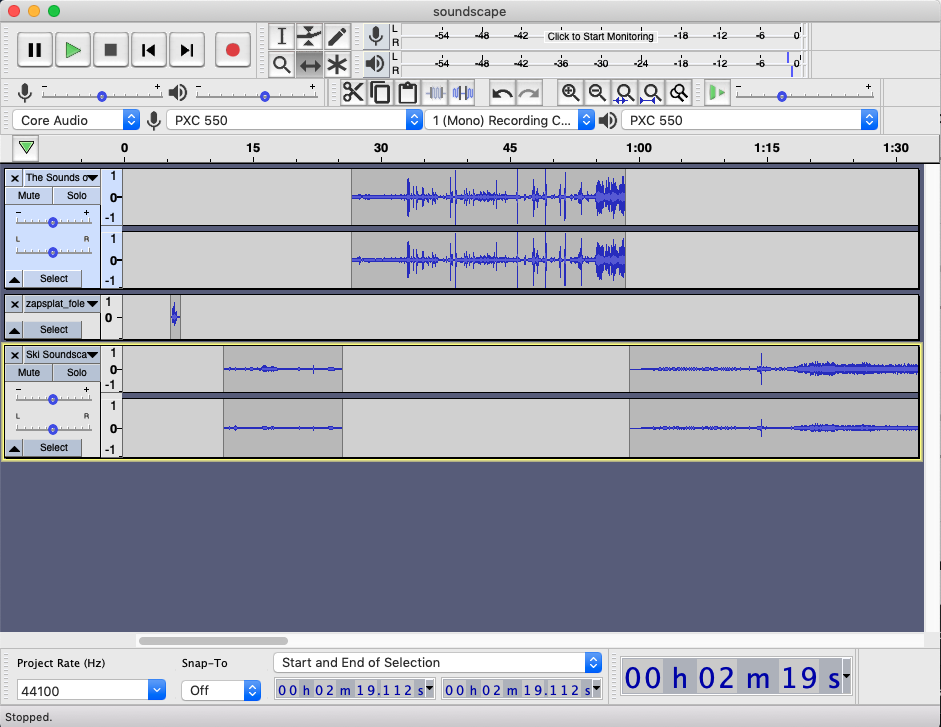 soundscape
L R -54 -48 -42 Click to Start Monitoring -18 -12 -6 0
L R -54 -48 -42 -36 -30 -24 -18 -12 -6 0
- + - + - +
Core Audio PXC 550 1 (Mono) Recording C... PXC 550
0 15 30 45 1:00 1:15 1:30
× The Sounds o 1
Mute Solo 0
- + -1
L R 1
0
Select -1
× zapsplat_fole 1
0
Select
× Ski Soundsca 1
Mute Solo 0
- + -1
L R 1
0
Select -1
Project Rate (Hz) Snap-To Start and End of Selection
44100 Off 00 h 02 m 19.112 s 00 h 02 m 19.112 s 00 h 02 m 19 s
Stopped.